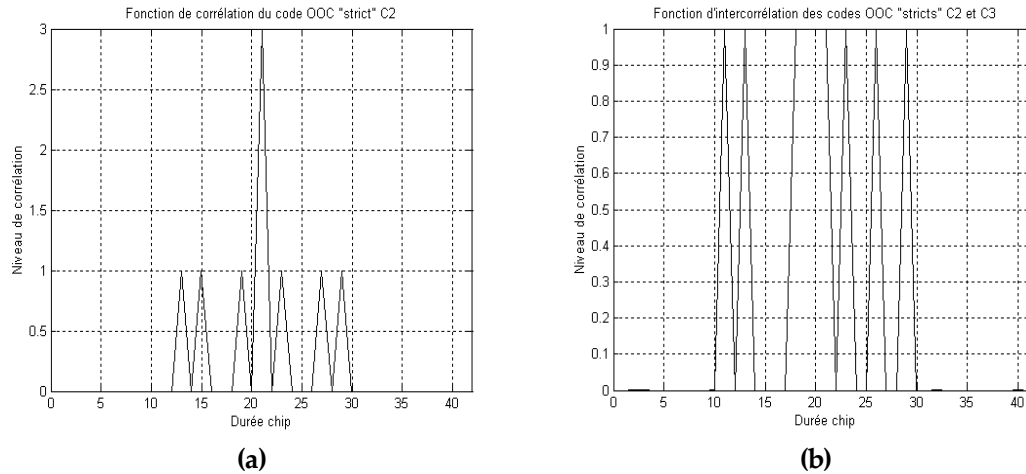 Fonction de corrélation du code OOC "strict" C2
3
2.5
2
1.5
1
0.5
0
0 5 10 15 20 25 30 35 40
Niveau de corrélation
Durée chip
(a)
Fonction d'intercorrélation des codes OOC "stricts" C2 et C3
1
0.9
0.8
0.7
0.6
0.5
0.4
0.3
0.2
0.1
0
0 5 10 15 20 25 30 35 40
Niveau de corrélation
Durée chip
(b)